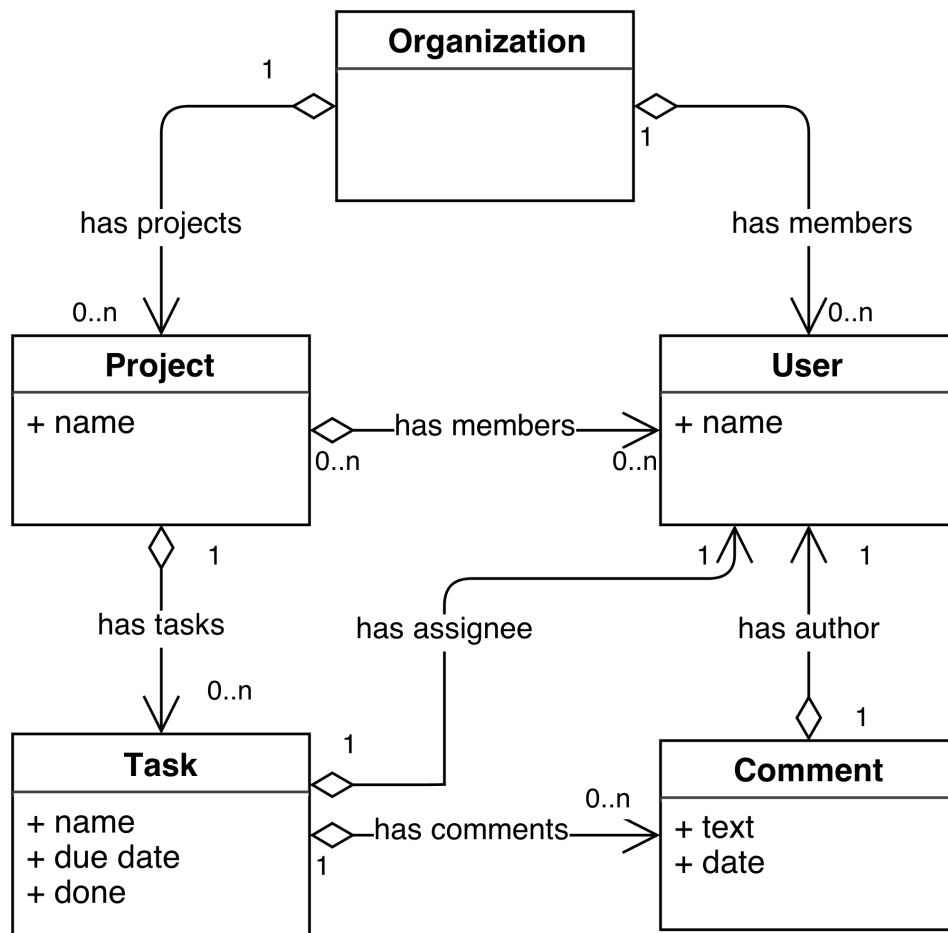 Organization
1
1
has projects
has members
0..n
0..n
Project
User
+ name
has members
+ name
0..n
0..n
1
1
1
has tasks
has assignee
has author
0..n
1
1
Task
Comment
+ name
+ due date
+ done
0..n
has comments
1
+ text
+ date